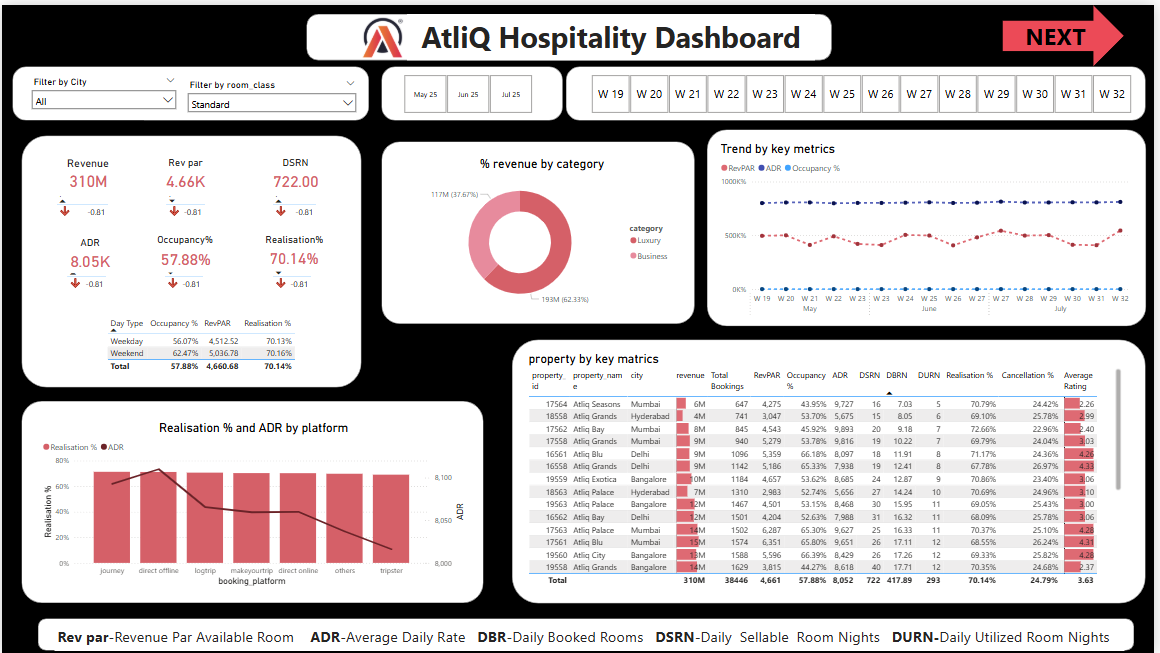 AtliQ Hospitality Dashboard
NEXT
Filter by City
All
Filter by room_class
Standard
May 25 Jun 25 Jul 25
W 19 W 20 W 21 W 22 W 23 W 24 W 25 W 26 W 27 W 28 W 29 W 30 W 31 W 32
Revenue Rev par DSRN
310M 4.66K 722.00
-0.81 -0.81 -0.81
ADR Occupancy% Realisation%
8.05K 57.88% 70.14%
-0.81 -0.81 -0.81
Day Type Occupancy % RevPAR Realisation %
Weekday 56.07% 4,512.52 70.13%
Weekend 62.47% 5,036.78 70.16%
Total 57.88% 4,660.68 70.14%
% revenue by category
117M (37.67%)
193M (62.33%)
category
Luxury
Business
Trend by key metrics
RevPAR ADR Occupancy %
1000K%
500K%
0K%
W 19 W 20 W 21 W 22 W 23 W 23 W 24 W 25 W 26 W 27 W 27 W 28 W 29 W 30 W 31 W 32
May June July
Realisation % and ADR by platform
Realisation % ADR
80%
60%
40%
20%
0%
Realisation %
8,100
8,050
8,000
ADR
journey direct offline logtrip makeyourtrip direct online others tripster
booking_platform
property by key matrics
property_ property_nam city revenue Total RevPAR Occupancy ADR DSRN DBRN DURN Realisation % Cancellation % Average
id e Bookings % Rating
17564 Atliq Seasons Mumbai 6M 647 4,275 43.95% 9,727 16 7.03 5 70.79% 24.42% 2.26
18558 Atliq Grands Hyderabad 4M 741 3,047 53.70% 5,675 15 8.05 6 69.10% 25.78% 2.99
17562 Atliq Bay Mumbai 8M 845 4,543 45.92% 9,893 20 9.18 7 72.66% 22.96% 2.40
17558 Atliq Grands Mumbai 9M 940 5,279 53.78% 9,816 19 10.22 7 69.79% 24.04% 3.03
16561 Atliq Blu Delhi 9M 1096 5,359 66.18% 8,097 18 11.91 8 71.17% 24.36% 4.26
16558 Atliq Grands Delhi 9M 1142 5,186 65.33% 7,938 19 12.41 8 67.78% 26.97% 4.33
19559 Atliq Exotica Bangalore 10M 1184 4,657 53.62% 8,685 24 12.87 9 70.86% 23.40% 3.06
18563 Atliq Palace Hyderabad 7M 1310 2,983 52.74% 5,656 27 14.24 10 70.69% 24.96% 3.10
19563 Atliq Palace Bangalore 12M 1467 4,501 53.15% 8,468 30 15.95 11 69.05% 25.43% 3.00
16562 Atliq Bay Delhi 12M 1501 4,204 52.63% 7,988 31 16.32 11 68.09% 25.78% 3.06
17563 Atliq Palace Mumbai 14M 1502 6,287 65.30% 9,627 25 16.33 11 70.37% 25.10% 4.28
17561 Atliq Blu Mumbai 15M 1574 6,351 65.80% 9,651 26 17.11 12 68.55% 26.24% 4.31
19560 Atliq City Bangalore 13M 1588 5,596 66.39% 8,429 26 17.26 12 69.33% 25.82% 4.28
19558 Atliq Grands Bangalore 14M 1629 3,815 44.27% 8,618 40 17.71 12 70.35% 24.68% 2.37
Total 310M 38446 4,661 57.88% 8,052 722 417.89 293 70.14% 24.79% 3.63
Rev par-Revenue Par Available Room ADR-Average Daily Rate DBR-Daily Booked Rooms DSRN-Daily Sellable Room Nights DURN-Daily Utilized Room Nights